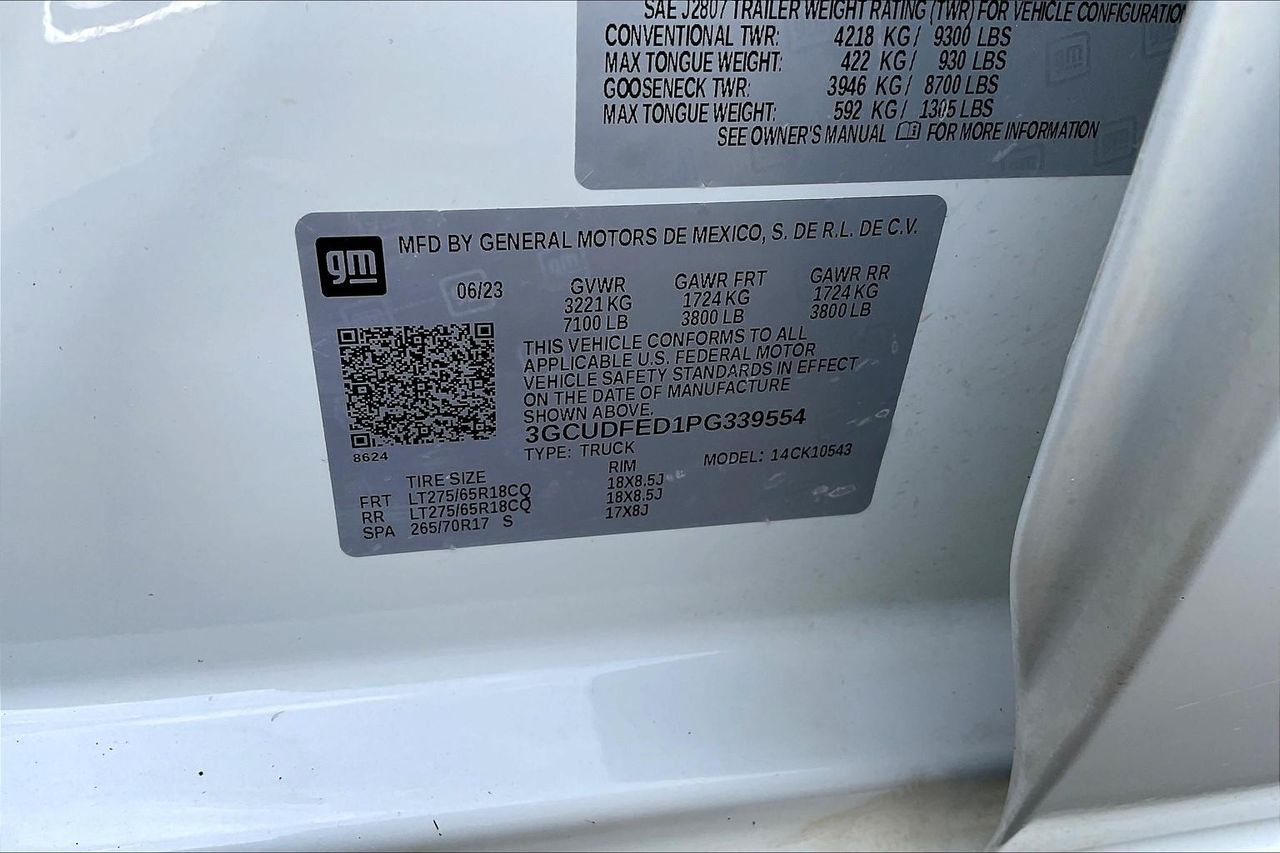 SAE J2807 TRAILER WEIGHT RATING (TWR) FOR VEHICLE CONFIGURATION
CONVENTIONAL TWR: 4218 KG/ 9300 LBS
MAX TONGUE WEIGHT: 422 KG/ 930 LBS
GOOSENECK TWR: 3946 KG/ 8700 LBS
MAX TONGUE WEIGHT: 592 KG/ 1305 LBS
SEE OWNER'S MANUAL FOR MORE INFORMATION
gm
MFD BY GENERAL MOTORS DE MEXICO, S. DE R.L. DE C.V.
06/23 GVWR GAWR FRT GAWR RR
3221 KG 1724 KG 1724 KG
7100 LB 3800 LB 3800 LB
THIS VEHICLE CONFORMS TO ALL
APPLICABLE U.S. FEDERAL MOTOR
VEHICLE SAFETY STANDARDS IN EFFECT
ON THE DATE OF MANUFACTURE
SHOWN ABOVE.
3GCUDFED1PG339554
8624
TYPE: TRUCK MODEL: 14CK10543
TIRE SIZE RIM
FRT LT275/65R18CQ 18X8.5J
RR LT275/65R18CQ 18X8.5J
SPA 265/70R17 S 17X8J